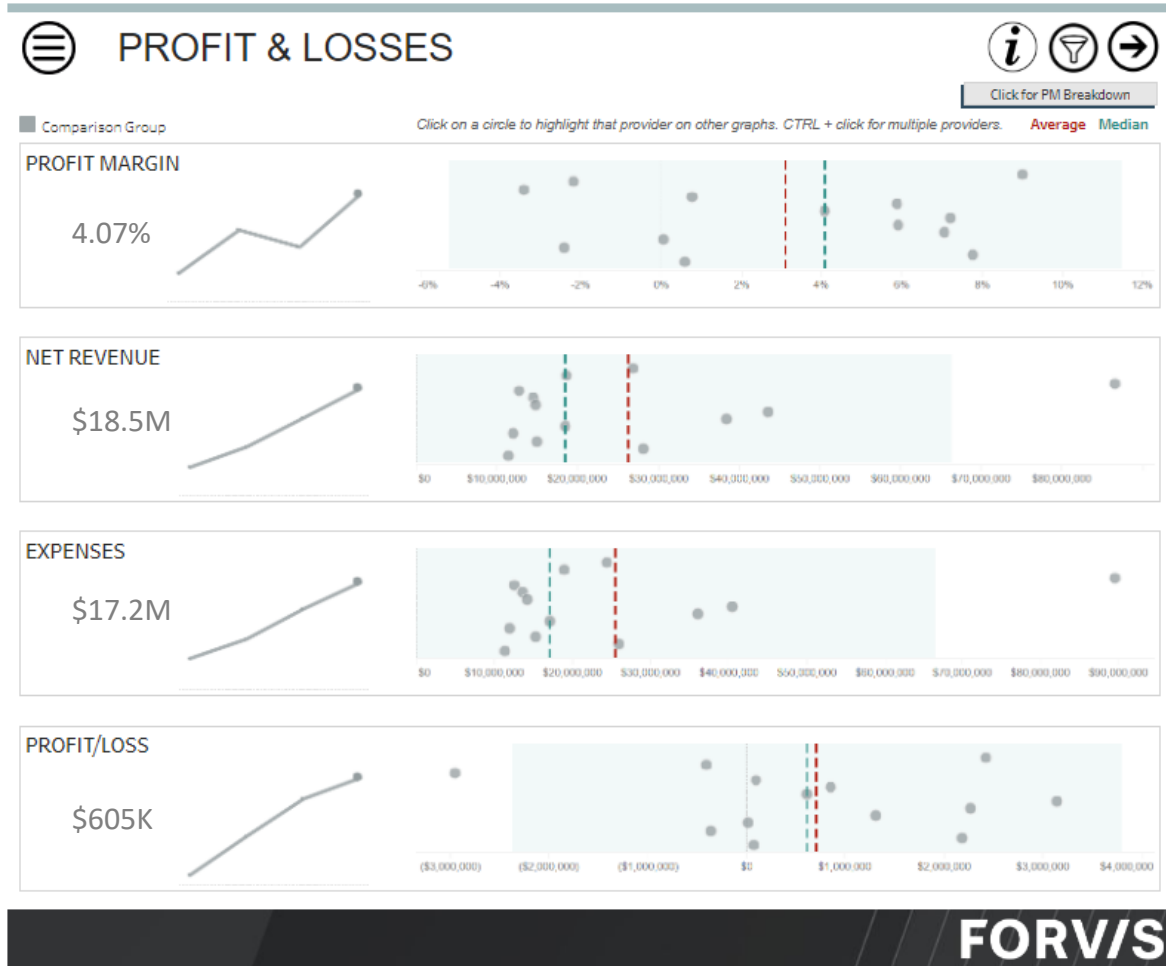 PROFIT & LOSSES
i
Click for PM Breakdown
Comparison Group
Click on a circle to highlight that provider on other graphs. CTRL + click for multiple providers.
Average Median
PROFIT MARGIN
4.07%
-6% -4% -2% 0% 2% 4% 6% 8% 10% 12%
NET REVENUE
$18.5M
$0 $10,000,000 $20,000,000 $30,000,000 $40,000,000 $50,000,000 $60,000,000 $70,000,000 $80,000,000
EXPENSES
$17.2M
$0 $10,000,000 $20,000,000 $30,000,000 $40,000,000 $50,000,000 $60,000,000 $70,000,000 $80,000,000 $90,000,000
PROFIT/LOSS
$605K
($3,000,000) ($2,000,000) ($1,000,000) $0 $1,000,000 $2,000,000 $3,000,000 $4,000,000
FORVIS